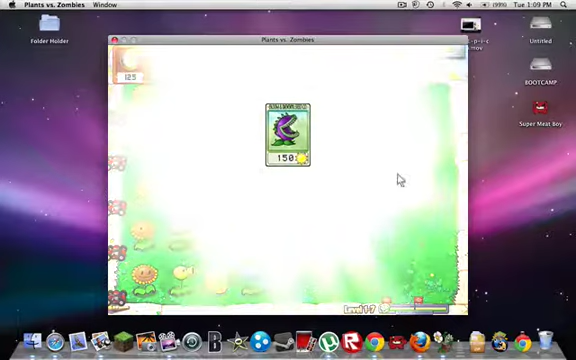 Plants vs. Zombies Window
(99%) Tue 1:09 PM
Folder Holder
Untitled
BOOTCAMP
Super Meat Boy
Plants vs. Zombies
125
150
Level 1-7